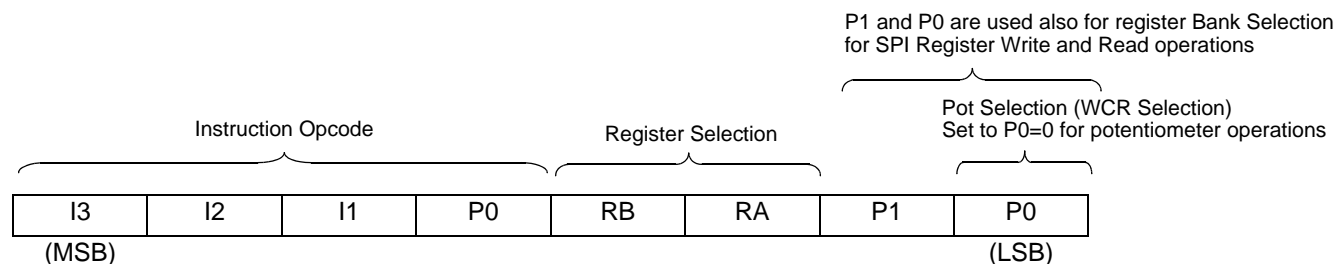 P1 and P0 are used also for register Bank Selection
for SPI Register Write and Read operations
Pot Selection (WCR Selection)
Set to P0=0 for potentiometer operations
Instruction Opcode
Register Selection
I3 I2 I1 P0 RB RA P1 P0
(MSB) (LSB)